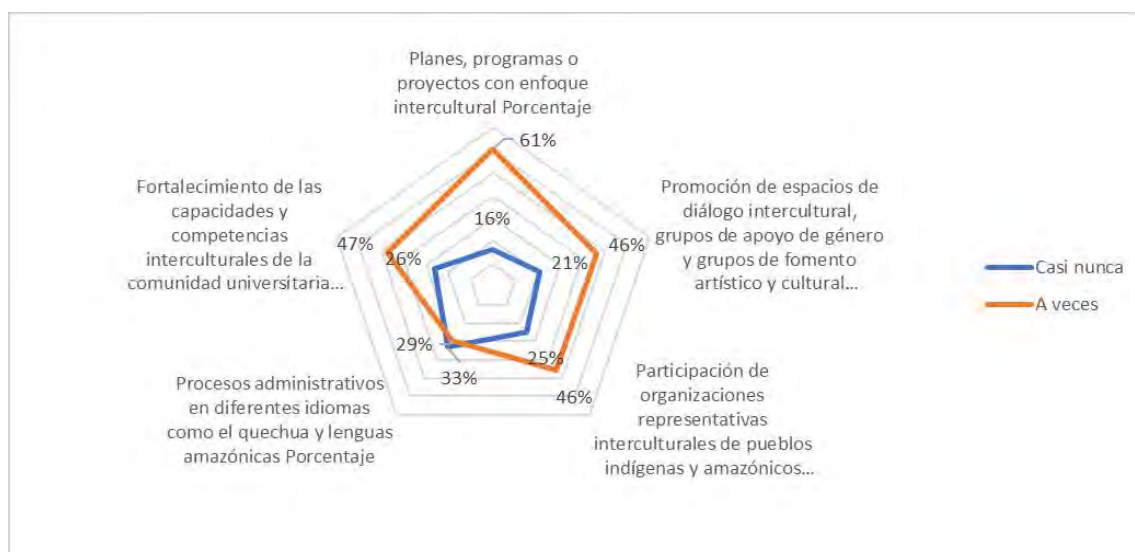 Planes, programas o
proyectos con enfoque
intercultural Porcentaje
61%
16%
Promoción de espacios de
diálogo intercultural,
grupos de apoyo de género
y grupos de fomento
artístico y cultural...
46%
21%
Participación de
organizaciones
representativas
interculturales de pueblos
indígenas y amazónicos...
25%
46%
Procesos administrativos
en diferentes idiomas
como el quechua y lenguas
amazónicas Porcentaje
29%
33%
Fortalecimiento de las
capacidades y
competencias
interculturales de la
comunidad universitaria...
47%
26%
Casi nunca
A veces